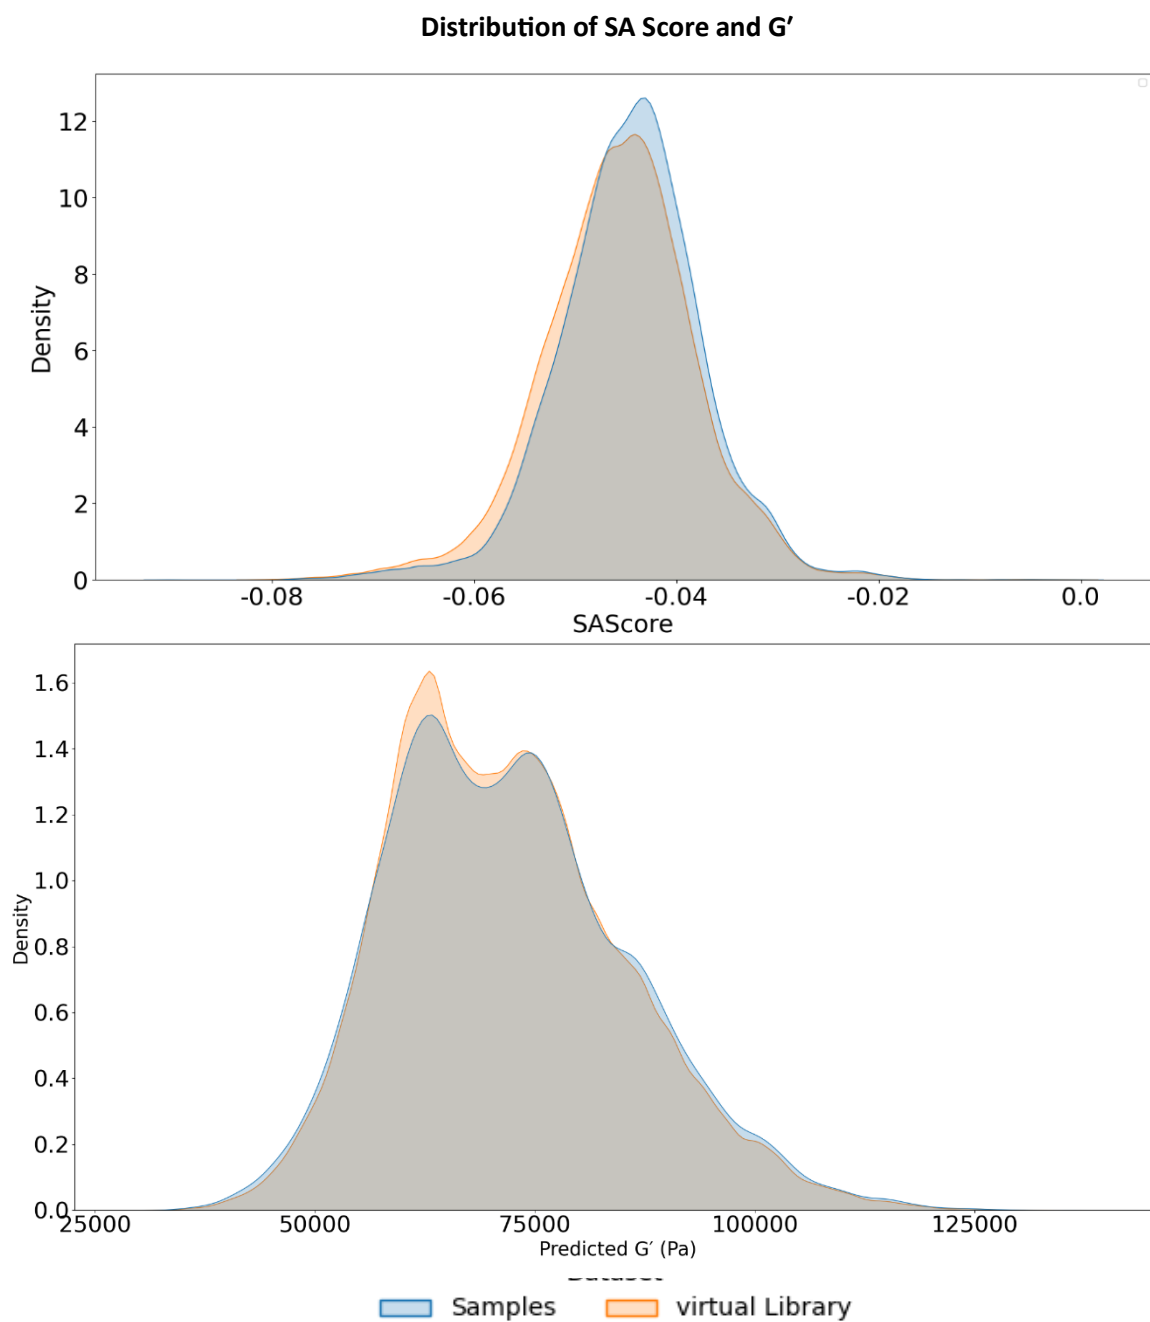 Distribution of SA Score and G′
12
10
8
6
4
2
0
Density
-0.08 -0.06 -0.04 -0.02 0.0
SAScore
1.6
1.4
1.2
1.0
0.8
0.6
0.4
0.2
0.0
Density
25000 50000 75000 100000 125000
Predicted G′ (Pa)
Dataset
Samples virtual Library